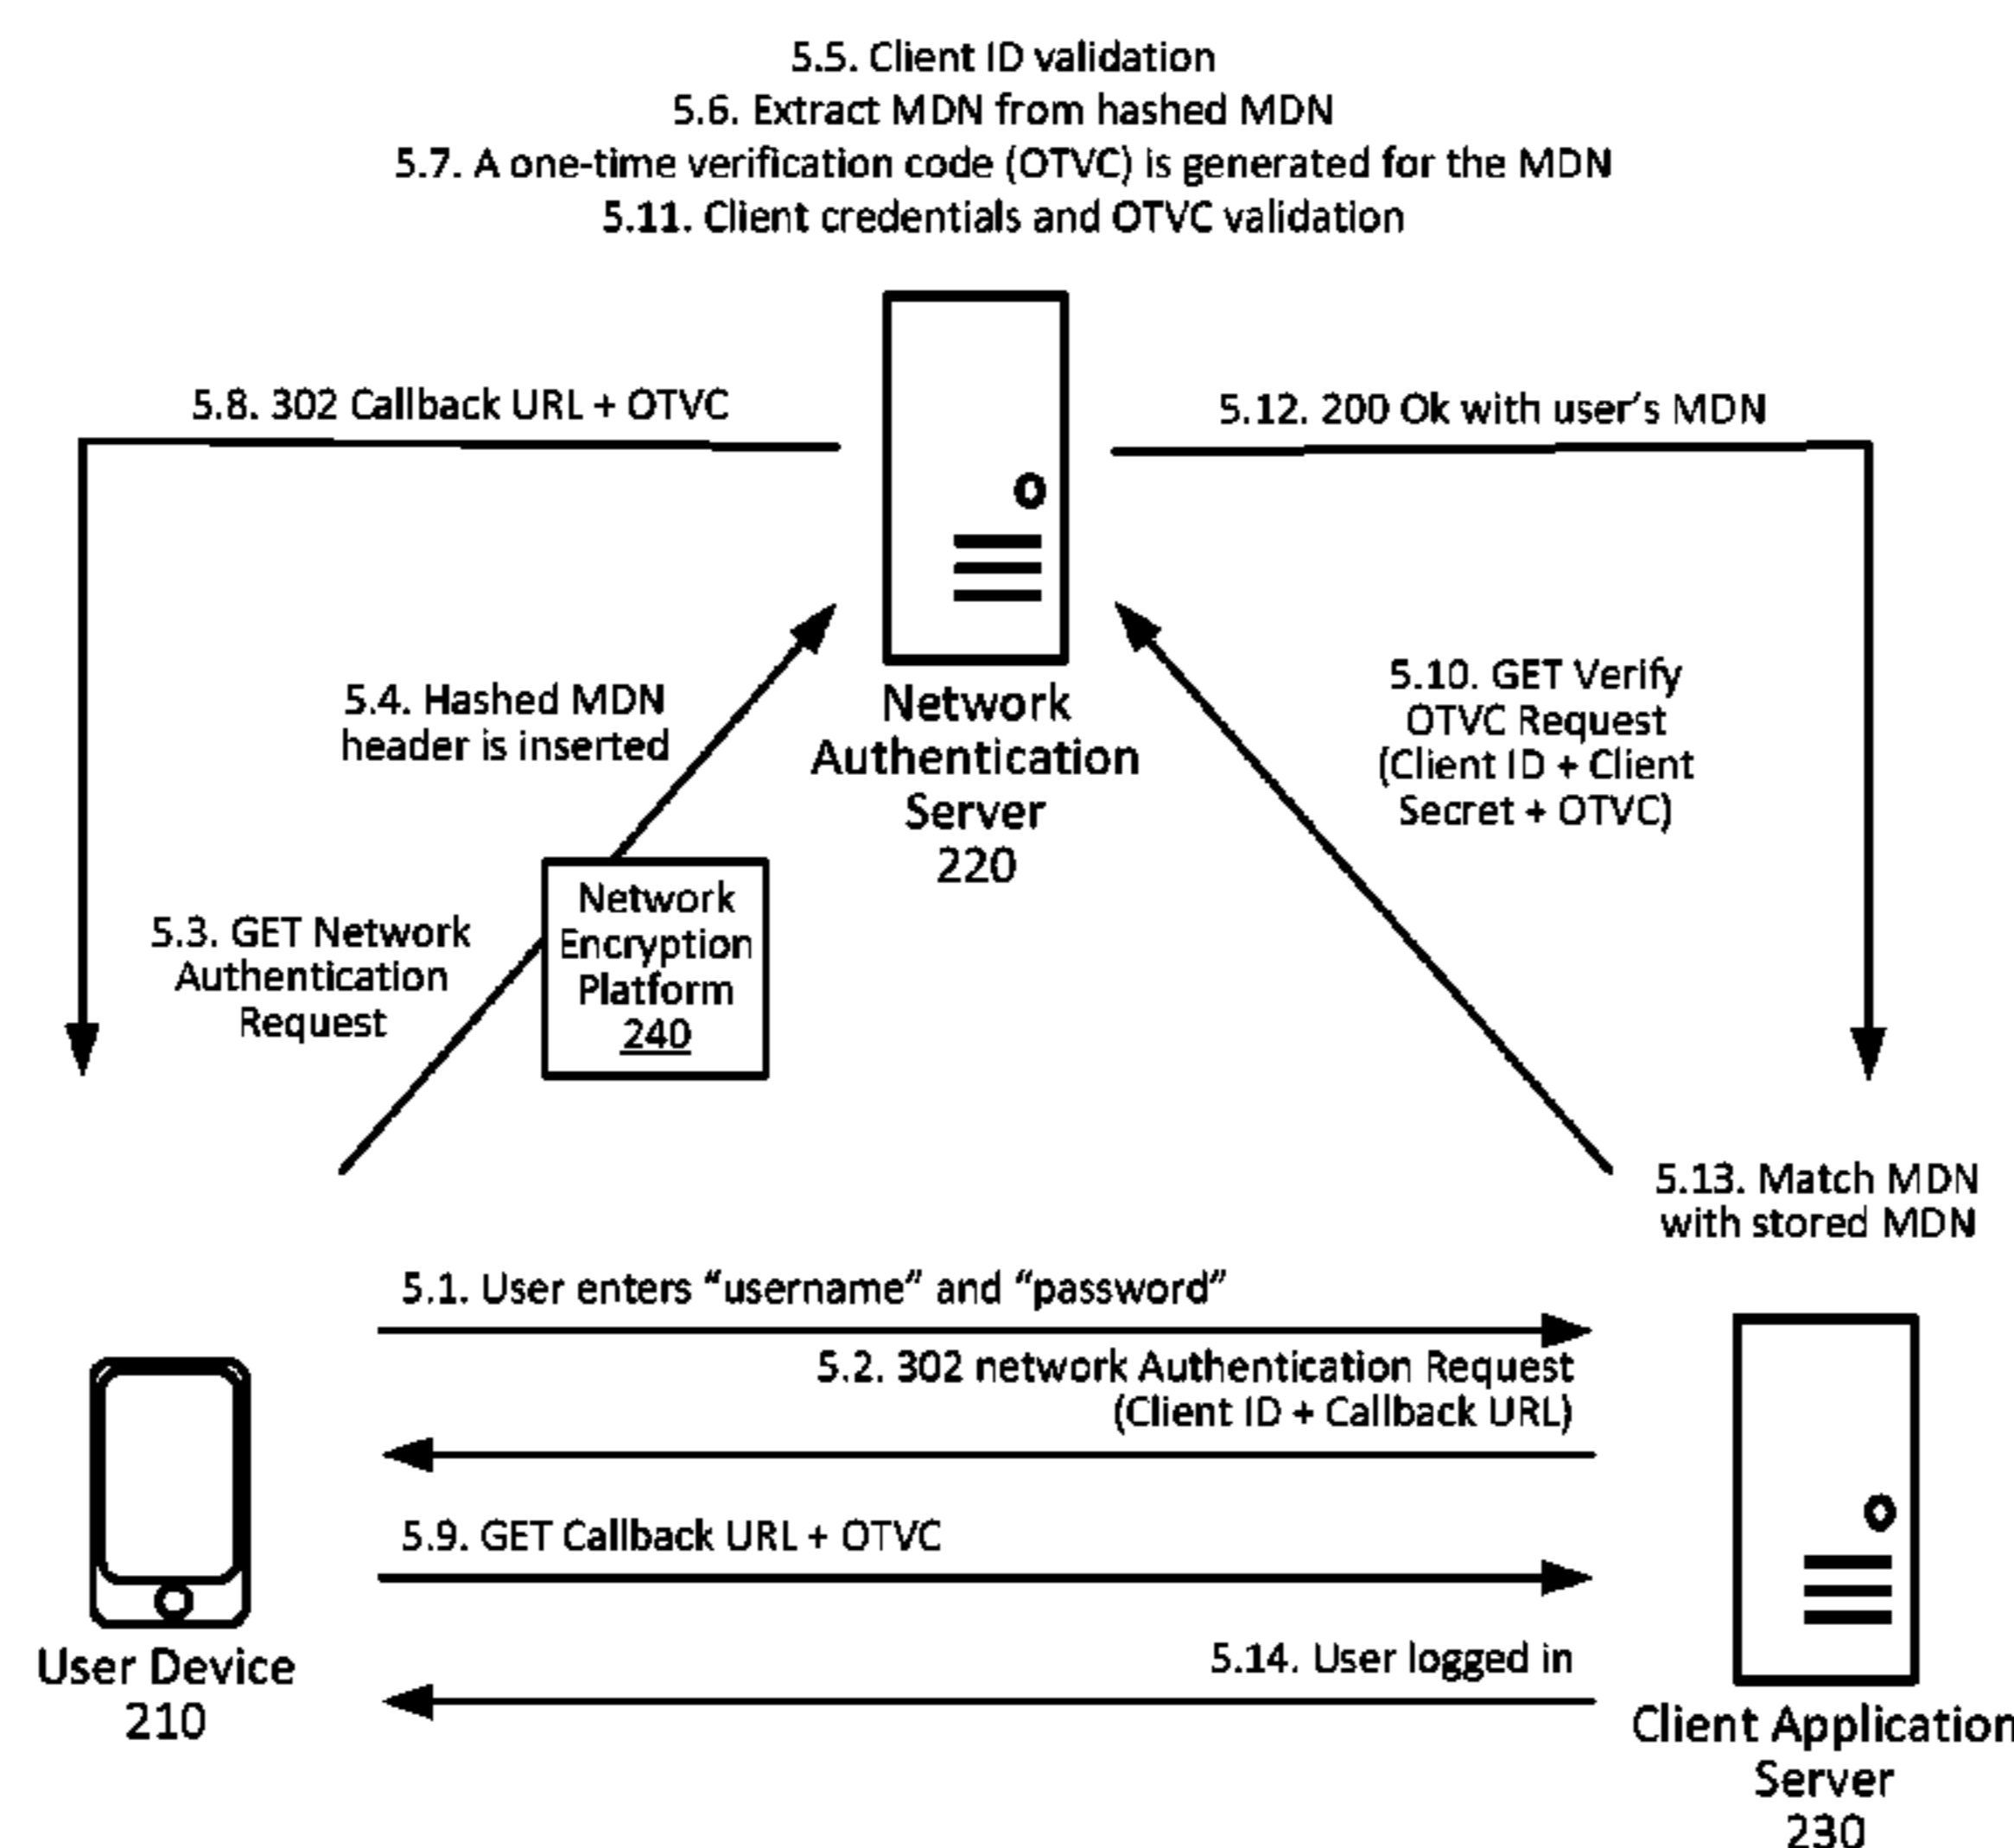 5.5. Client ID validation
5.6. Extract MDN from hashed MDN
5.7. A one-time verification code (OTVC) is generated for the MDN
5.11. Client credentials and OTVC validation
5.8. 302 Callback URL + OTVC
5.12. 200 Ok with user's MDN
5.4. Hashed MDN
header is inserted
Network
Authentication
Server
220
5.10. GET Verify
OTVC Request
(Client ID + Client
Secret + OTVC)
5.3. GET Network
Authentication
Request
Network
Encryption
Platform
240
5.13. Match MDN
with stored MDN
5.1. User enters “username” and “password”
5.2. 302 network Authentication Request
(Client ID + Callback URL)
5.9. GET Callback URL + OTVC
5.14. User logged in
User Device
210
Client Application
Server
230